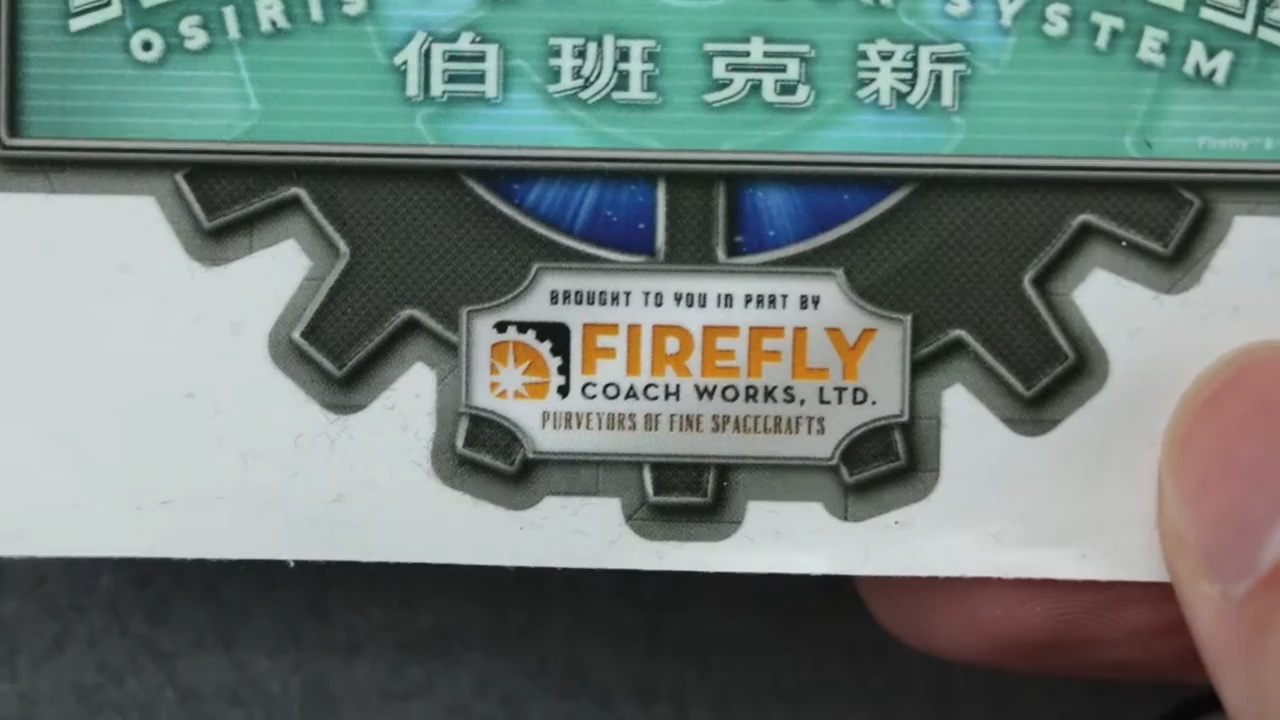 OSIRIS SYSTEM
伯班克新
Firefly™
BROUGHT TO YOU IN PART BY
FIREFLY
COACH WORKS, LTD.
PURVEYORS OF FINE SPACECRAFTS